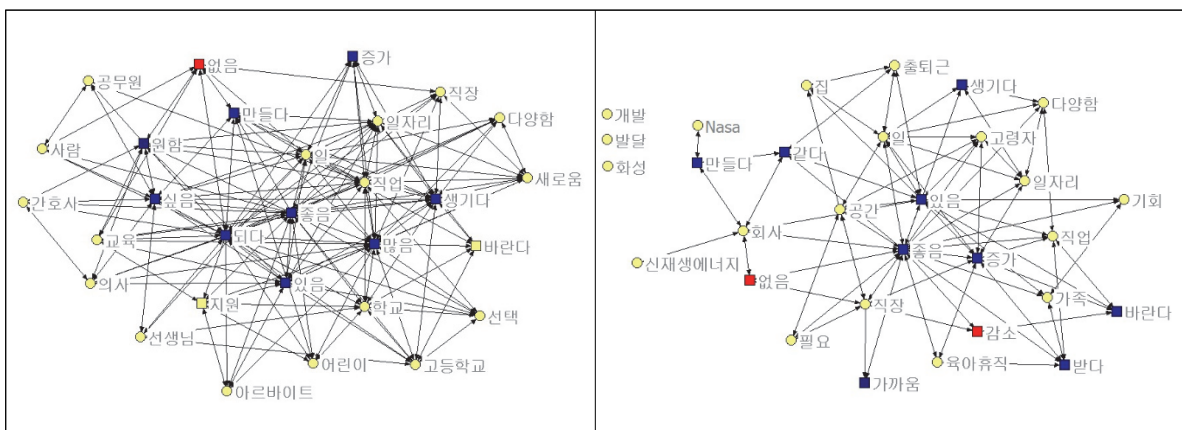 없음
증가
공무원
직장
만들다
일자리
다양함
원함
사람
일
직업
새로움
싶음
간호사
좋음
생기다
되다
교육
많음
바란다
의사
있음
지원
학교
선택
선생님
어린이
고등학교
아르바이트
개발
발달
화성
집
출퇴근
생기다
다양함
Nasa
일
고령자
만들다
같다
일자리
있음
기회
공간
회사
좋음
직업
신재생에너지
증가
없음
직장
가족
바란다
필요
감소
육아휴직
받다
가까움